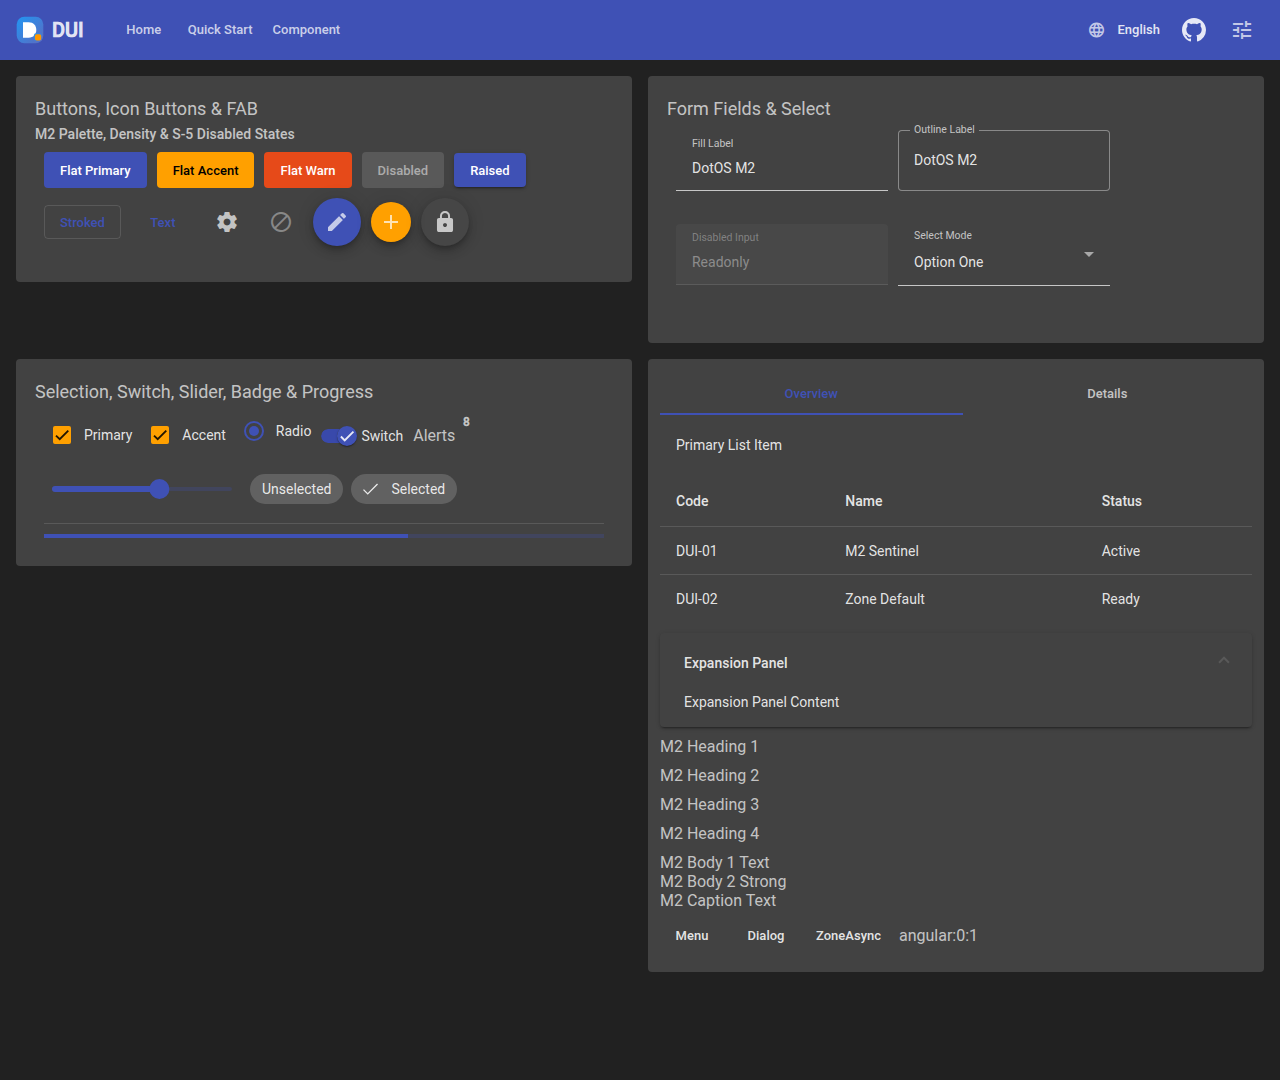 DUI Home Quick Start Component English
Buttons, Icon Buttons & FAB
M2 Palette, Density & S-5 Disabled States
Flat Primary Flat Accent Flat Warn Disabled Raised
Stroked Text
Form Fields & Select
Fill Label
DotOS M2
Outline Label
DotOS M2
Disabled Input
Readonly
Select Mode
Option One
Selection, Switch, Slider, Badge & Progress
Primary Accent Radio Switch Alerts 8
Unselected Selected
Overview Details
Primary List Item
Code Name Status
DUI-01 M2 Sentinel Active
DUI-02 Zone Default Ready
Expansion Panel
Expansion Panel Content
M2 Heading 1
M2 Heading 2
M2 Heading 3
M2 Heading 4
M2 Body 1 Text
M2 Body 2 Strong
M2 Caption Text
Menu Dialog ZoneAsync angular:0:1